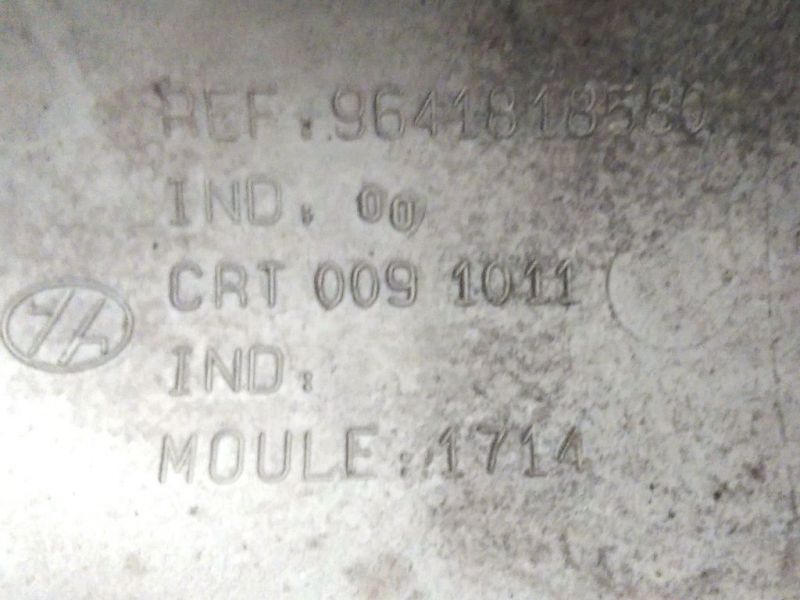 REF.9641818580
IND. 00
CRT 009 1011
IND.
MOULE.1714